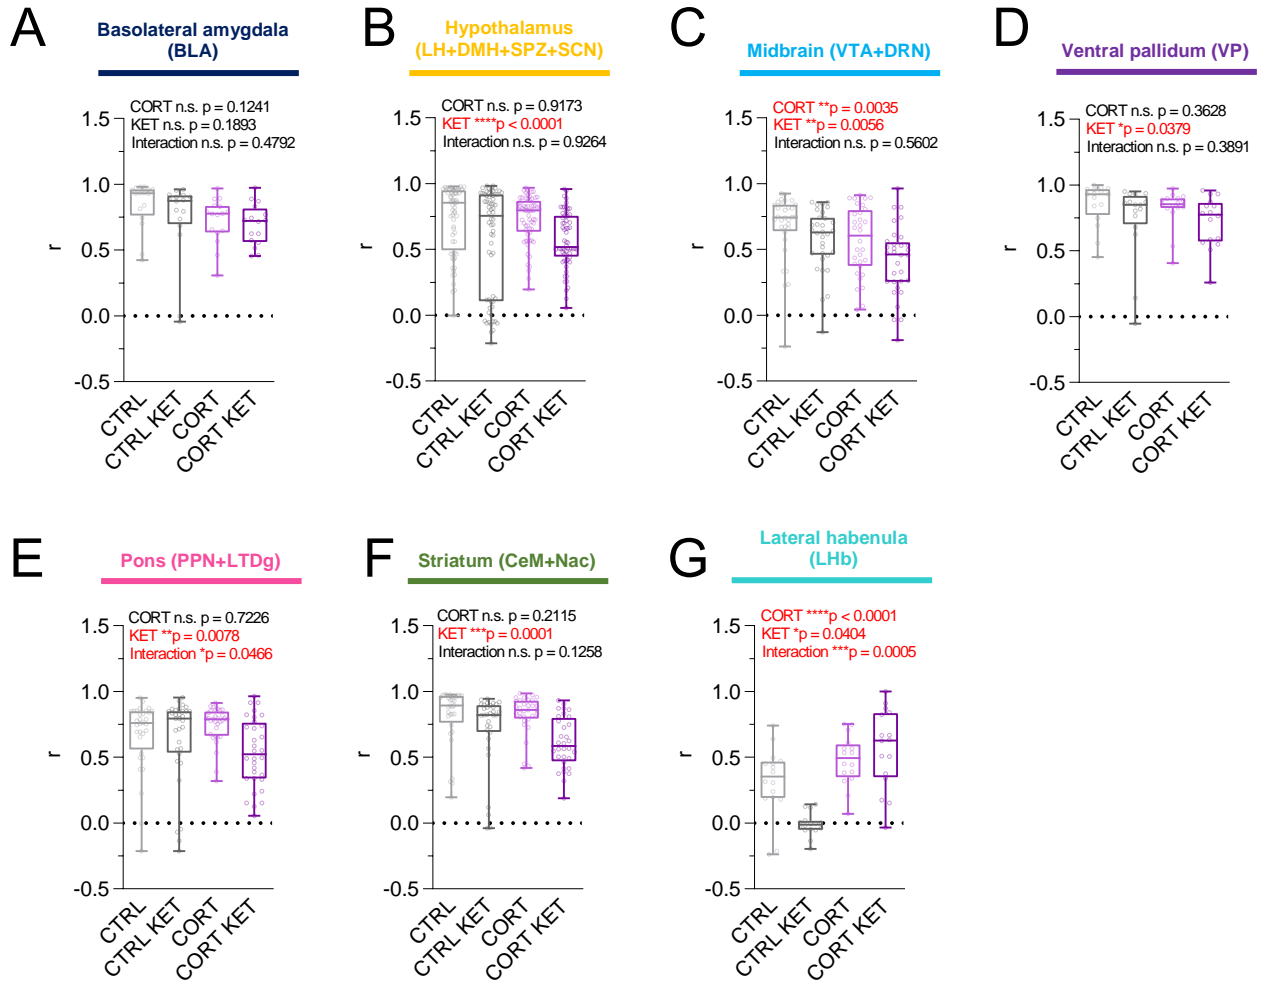 A
Basolateral amygdala
(BLA)
CORT n.s. p = 0.1241
KET n.s. p = 0.1893
Interaction n.s. p = 0.4792
1.5
1.0
0.5
0.0
-0.5
r
CTRL
CTRL KET
CORT
CORT KET
B
Hypothalamus
(LH+DMH+SPZ+SCN)
CORT n.s. p = 0.9173
KET ****p < 0.0001
Interaction n.s. p = 0.9264
1.5
1.0
0.5
0.0
-0.5
r
CTRL
CTRL KET
CORT
CORT KET
C
Midbrain (VTA+DRN)
CORT **p = 0.0035
KET **p = 0.0056
Interaction n.s. p = 0.5602
1.5
1.0
0.5
0.0
-0.5
r
CTRL
CTRL KET
CORT
CORT KET
D
Ventral pallidum (VP)
CORT n.s. p = 0.3628
KET *p = 0.0379
Interaction n.s. p = 0.3891
1.5
1.0
0.5
0.0
-0.5
r
CTRL
CTRL KET
CORT
CORT KET
E
Pons (PPN+LTDg)
CORT n.s. p = 0.7226
KET **p = 0.0078
Interaction *p = 0.0466
1.5
1.0
0.5
0.0
-0.5
r
CTRL
CTRL KET
CORT
CORT KET
F
Striatum (CeM+Nac)
CORT n.s. p = 0.2115
KET ***p = 0.0001
Interaction n.s. p = 0.1258
1.5
1.0
0.5
0.0
-0.5
r
CTRL
CTRL KET
CORT
CORT KET
G
Lateral habenula
(LHb)
CORT ****p < 0.0001
KET *p = 0.0404
Interaction ***p = 0.0005
1.5
1.0
0.5
0.0
-0.5
r
CTRL
CTRL KET
CORT
CORT KET